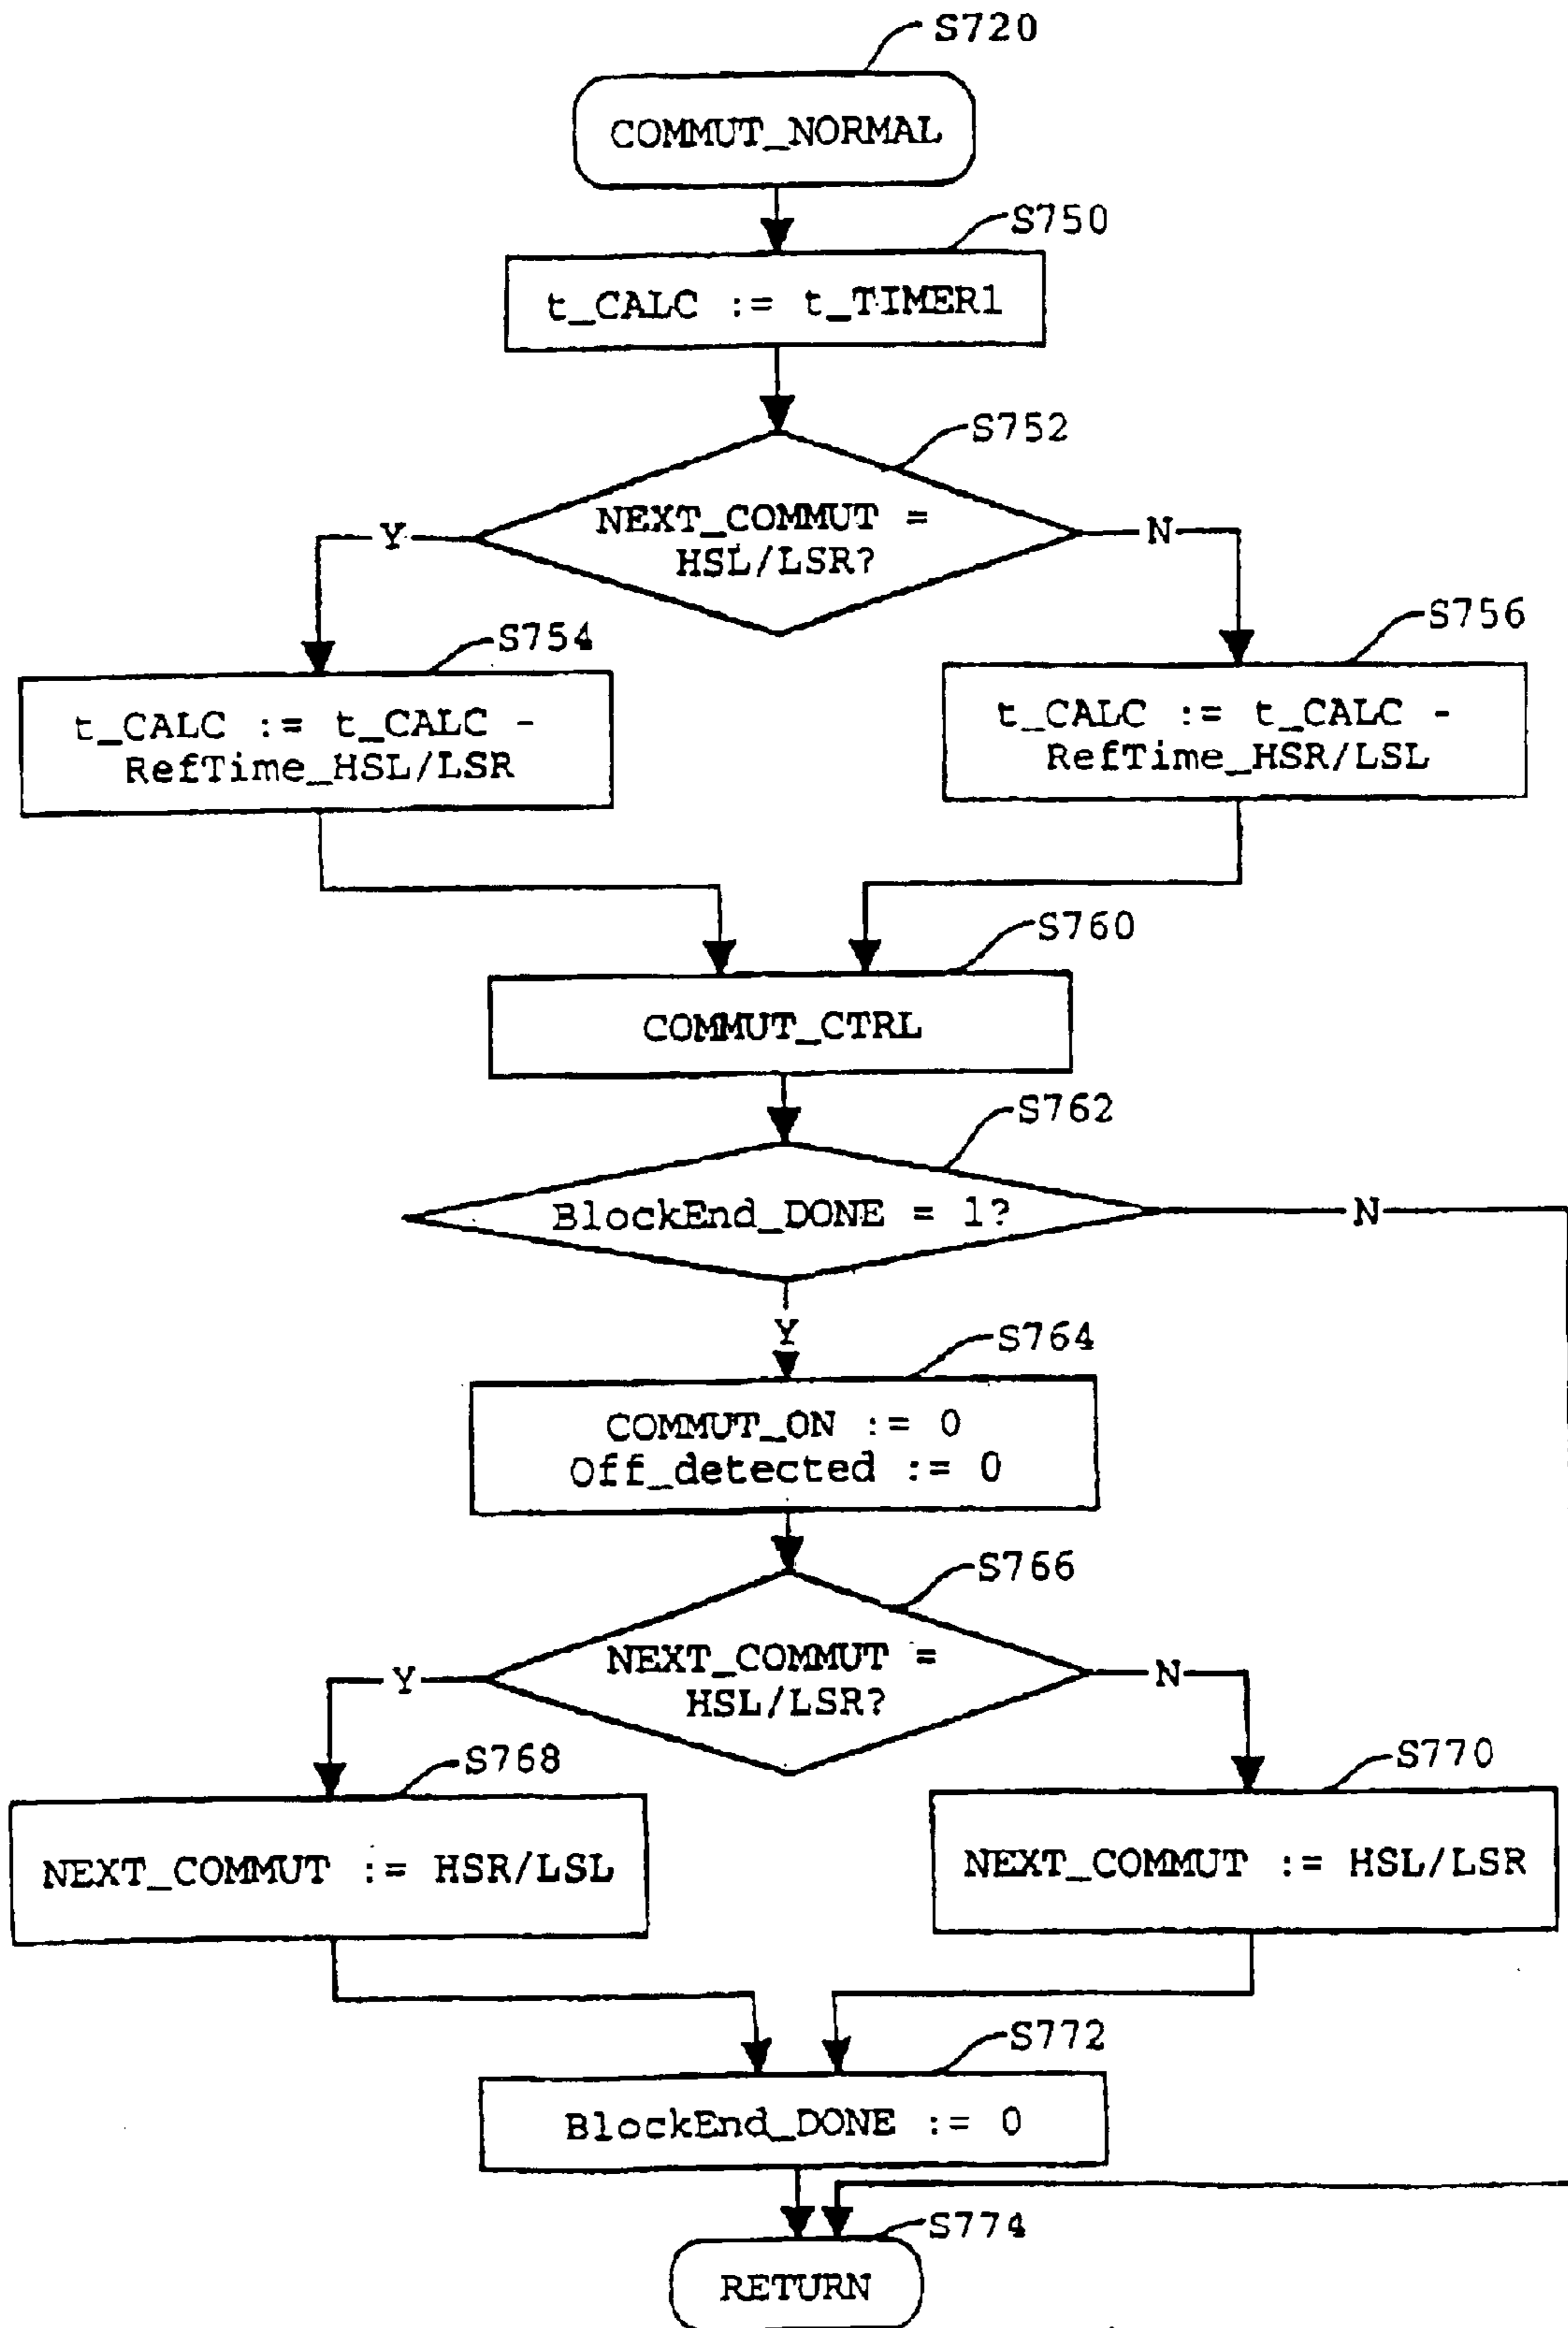 S720
COMMUT_NORMAL
S750
t_CALC := t_TIMER1
S752
NEXT_COMMUT =
HSL/LSR?
Y
N
S754
t_CALC := t_CALC -
RefTime_HSL/LSR
S756
t_CALC := t_CALC -
RefTime_HSR/LSL
S760
COMMUT_CTRL
S762
BlockEnd_DONE = 1?
N
Y
S764
COMMUT_ON := 0
Off_detected := 0
S766
NEXT_COMMUT =
HSL/LSR?
Y
N
S768
NEXT_COMMUT := HSR/LSL
S770
NEXT_COMMUT := HSL/LSR
S772
BlockEnd_DONE := 0
S774
RETURN